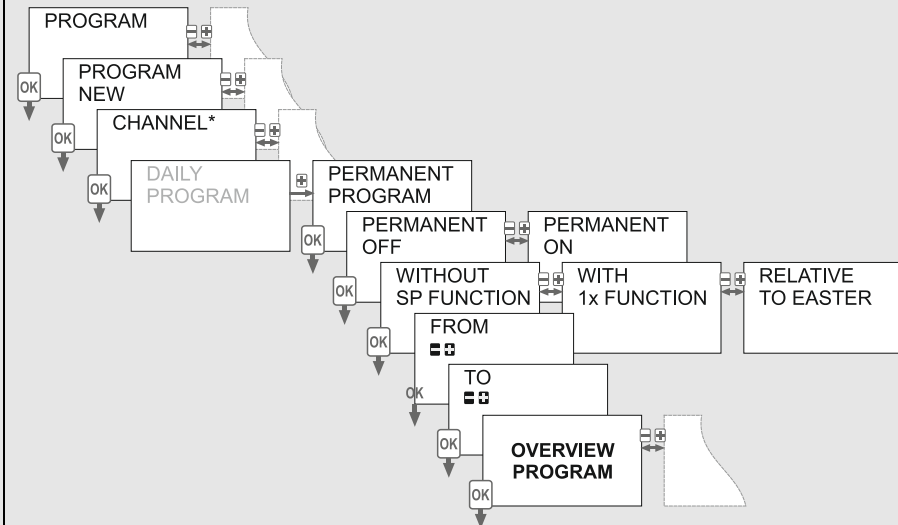 PROGRAM
OK
PROGRAM
NEW
OK
CHANNEL*
OK
DAILY
PROGRAM
PERMANENT
PROGRAM
OK
PERMANENT
OFF
PERMANENT
ON
OK
WITHOUT
SP FUNCTION
WITH
1x FUNCTION
RELATIVE
TO EASTER
OK
FROM
OK
TO
OK
OVERVIEW
PROGRAM
OK